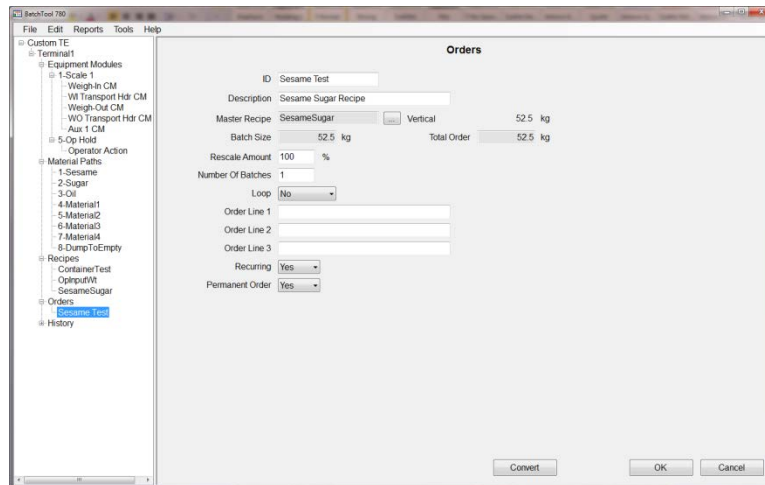 BatchTool 780
File Edit Reports Tools Help
Custom TE
Terminal1
Equipment Modules
1-Scale 1
Weigh-In CM
WI Transport Hdr CM
Weigh-Out CM
WO Transport Hdr CM
Aux 1 CM
5-Op Hold
Operator Action
Material Paths
1-Sesame
2-Sugar
3-Oil
4-Material1
5-Material2
6-Material3
7-Material4
8-DumpToEmpty
Recipes
ContainerTest
OpInputWt
SesameSugar
Orders
Sesame Test
History
Orders
ID Sesame Test
Description Sesame Sugar Recipe
Master Recipe SesameSugar ... Vertical 52.5 kg
Batch Size 52.5 kg Total Order 52.5 kg
Rescale Amount 100 %
Number Of Batches 1
Loop No
Order Line 1
Order Line 2
Order Line 3
Recurring Yes
Permanent Order Yes
Convert OK Cancel